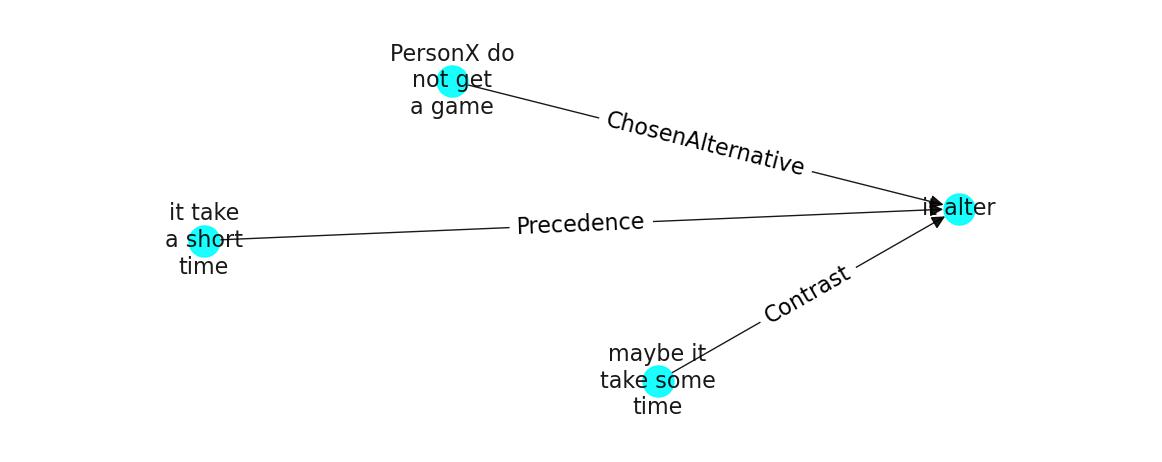 PersonX do
not get
a game
ChosenAlternative
it take
a short
time
Precedence
it alter
Contrast
maybe it
take some
time